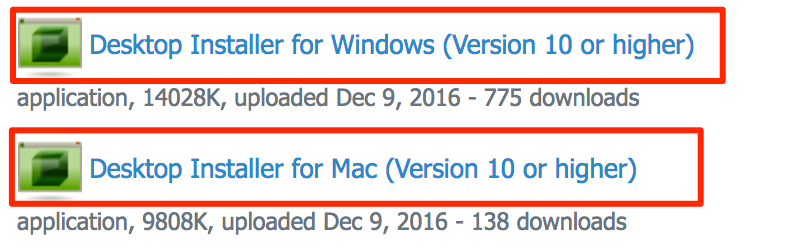 Desktop Installer for Windows (Version 10 or higher)
application, 14028K, uploaded Dec 9, 2016 - 775 downloads
Desktop Installer for Mac (Version 10 or higher)
application, 9808K, uploaded Dec 9, 2016 - 138 downloads